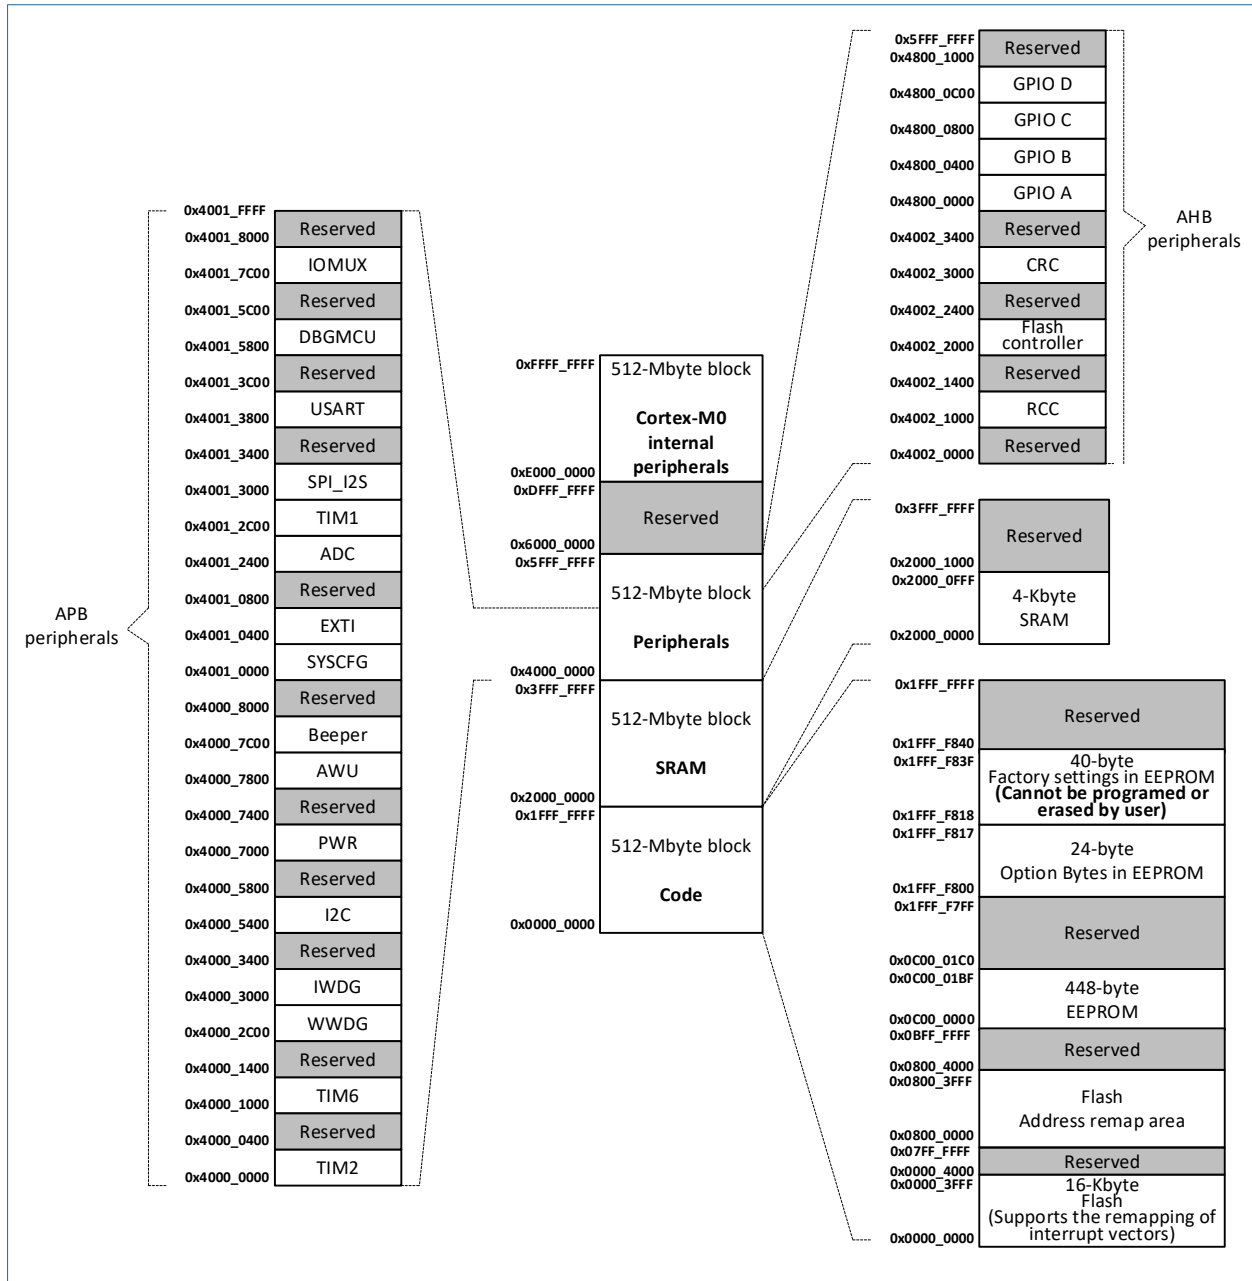 APB
peripherals
0x4001_FFFF
Reserved
0x4001_8000
IOMUX
0x4001_7C00
Reserved
0x4001_5C00
DBGMCU
0x4001_5800
Reserved
0x4001_3C00
USART
0x4001_3800
Reserved
0x4001_3400
SPI_I2S
0x4001_3000
TIM1
0x4001_2C00
ADC
0x4001_2400
Reserved
0x4001_0800
EXTI
0x4001_0400
SYSCFG
0x4001_0000
Reserved
0x4000_8000
Beeper
0x4000_7C00
AWU
0x4000_7800
Reserved
0x4000_7400
PWR
0x4000_7000
Reserved
0x4000_5800
I2C
0x4000_5400
Reserved
0x4000_3400
IWDG
0x4000_3000
WWDG
0x4000_2C00
Reserved
0x4000_1400
TIM6
0x4000_1000
Reserved
0x4000_0400
TIM2
0x4000_0000
0xFFFF_FFFF
512-Mbyte block
Cortex-M0
internal
peripherals
0xE000_0000
0xDFFF_FFFF
Reserved
0x6000_0000
0x5FFF_FFFF
512-Mbyte block
Peripherals
0x4000_0000
0x3FFF_FFFF
512-Mbyte block
SRAM
0x2000_0000
0x1FFF_FFFF
512-Mbyte block
Code
0x0000_0000
0x5FFF_FFFF
Reserved
0x4800_1000
GPIO D
0x4800_0C00
GPIO C
0x4800_0800
GPIO B
0x4800_0400
GPIO A
0x4800_0000
Reserved
0x4002_3400
CRC
0x4002_3000
Reserved
0x4002_2400
Flash
controller
0x4002_2000
Reserved
0x4002_1400
RCC
0x4002_1000
Reserved
0x4002_0000
AHB
peripherals
0x3FFF_FFFF
Reserved
0x2000_1000
0x2000_0FFF
4-Kbyte
SRAM
0x2000_0000
0x1FFF_FFFF
Reserved
0x1FFF_F840
0x1FFF_F83F
40-byte
Factory settings in EEPROM
(Cannot be programed or
erased by user)
0x1FFF_F818
0x1FFF_F817
24-byte
Option Bytes in EEPROM
0x1FFF_F800
0x1FFF_F7FF
Reserved
0x0C00_01C0
0x0C00_01BF
448-byte
EEPROM
0x0C00_0000
0x0BFF_FFFF
Reserved
0x0800_4000
0x0800_3FFF
Flash
Address remap area
0x0800_0000
0x07FF_FFFF
Reserved
0x0000_4000
0x0000_3FFF
16-Kbyte
Flash
(Supports the remapping of
interrupt vectors)
0x0000_0000